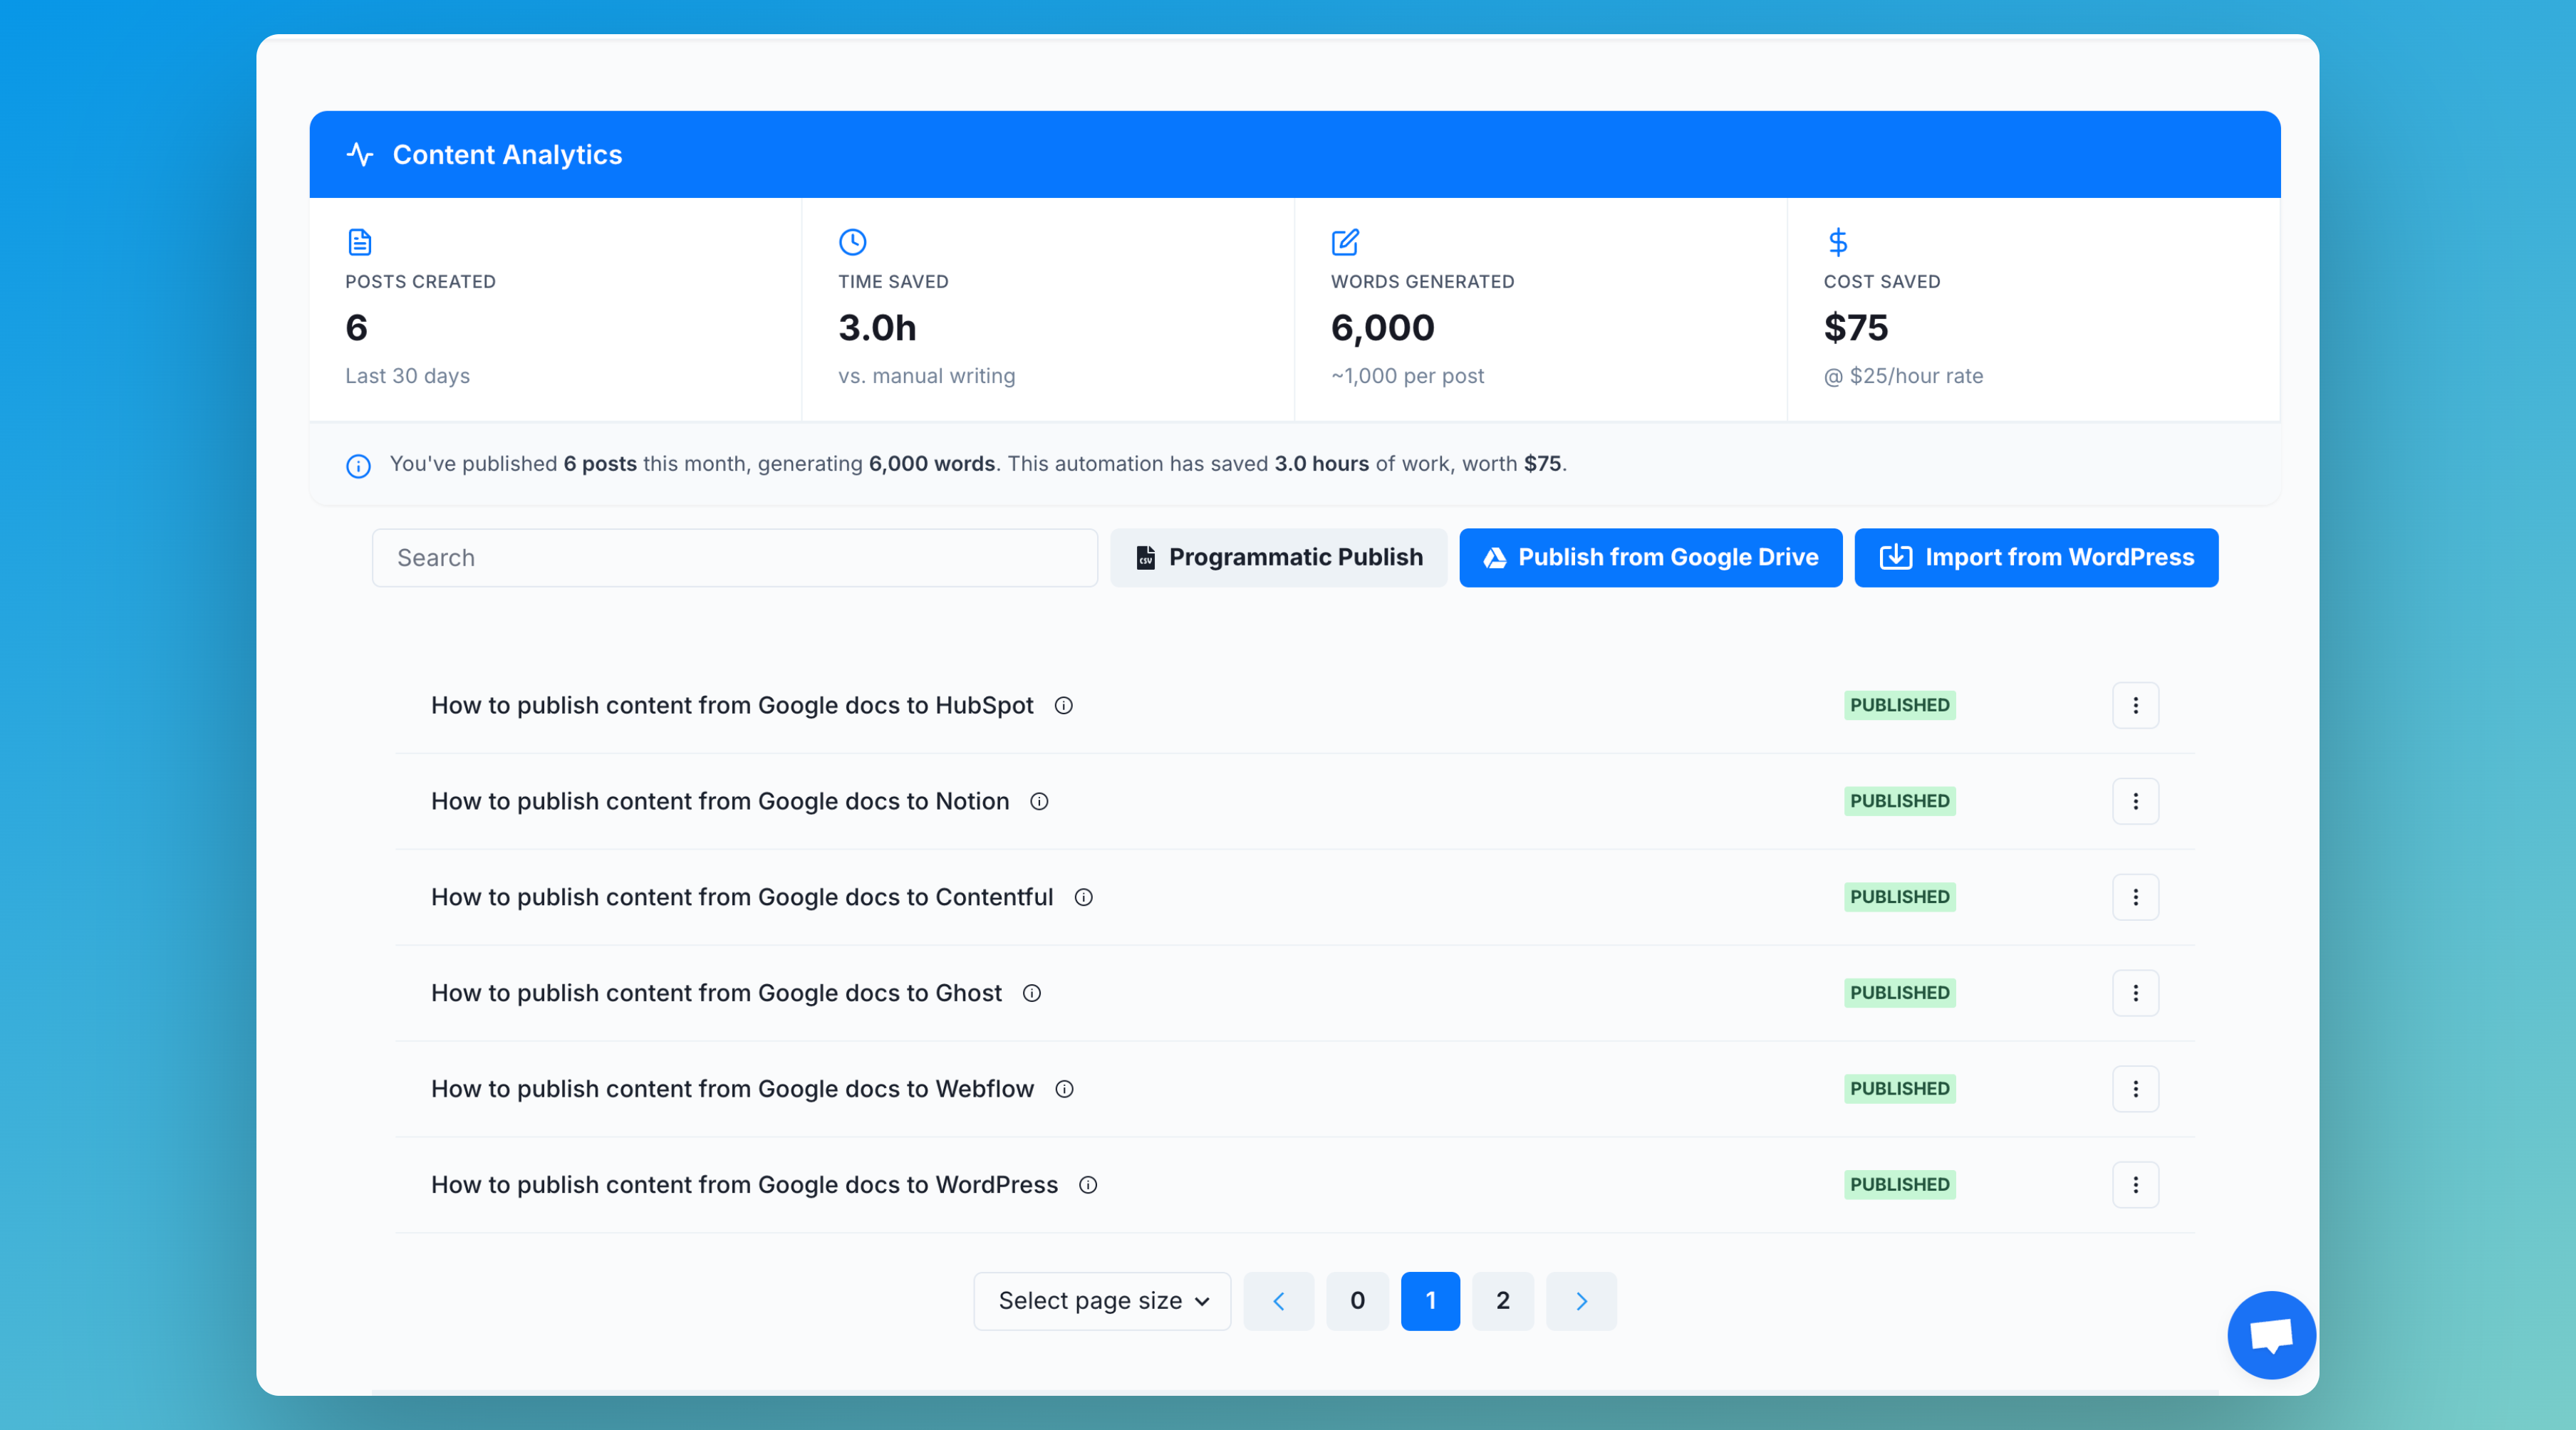 Content Analytics
POSTS CREATED
6
Last 30 days
TIME SAVED
3.0h
vs. manual writing
WORDS GENERATED
6,000
~1,000 per post
COST SAVED
$75
@ $25/hour rate
You've published 6 posts this month, generating 6,000 words. This automation has saved 3.0 hours of work, worth $75.
Search
CSV Programmatic Publish
Publish from Google Drive
Import from WordPress
How to publish content from Google docs to HubSpot PUBLISHED
How to publish content from Google docs to Notion PUBLISHED
How to publish content from Google docs to Contentful PUBLISHED
How to publish content from Google docs to Ghost PUBLISHED
How to publish content from Google docs to Webflow PUBLISHED
How to publish content from Google docs to WordPress PUBLISHED
Select page size 0 1 2